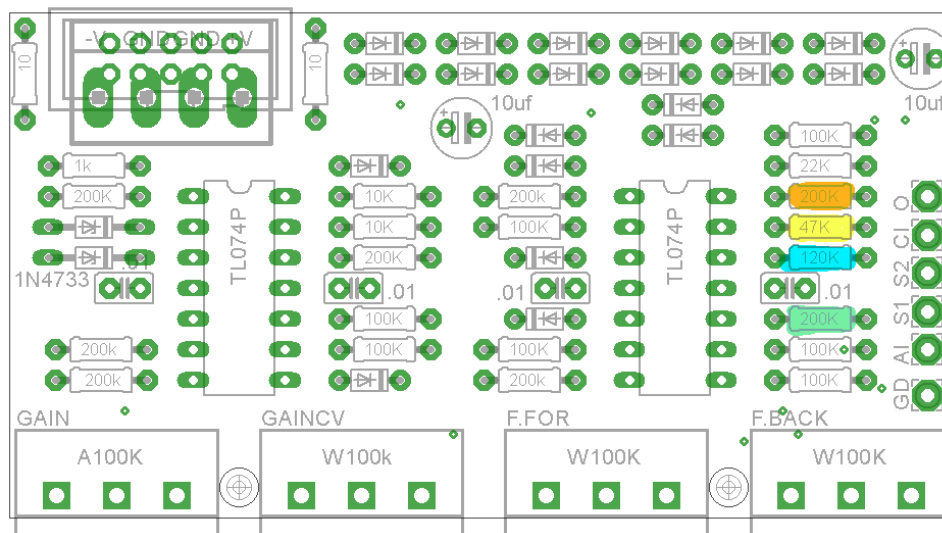 -V GND GND +V
10
10
10uf
10uf
100K
1k
22K
200K
10K
200k
200K
10K
100K
47K
200K
120K
1N4733
.01
.01
.01
.01
100K
200K
200k
100K
100K
100K
200k
200k
100K
TL074P
TL074P
O
CI
S2
S1
AI
GD
GAIN
GAINCV
F.FOR
F.BACK
A100K
W100k
W100K
W100K